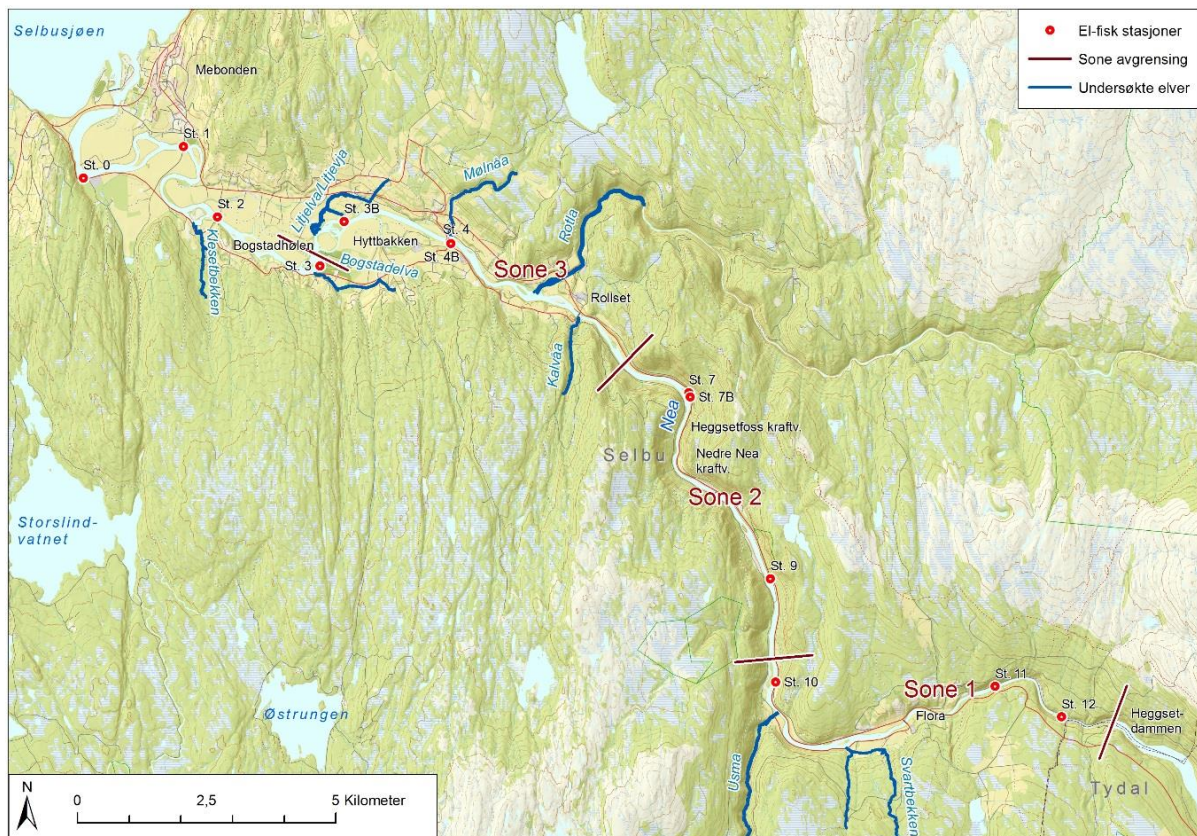 Selbusjøen
Mebonden
El-fisk stasjoner
Sone avgrensing
Undersøkte elver
St. 1
St. 0
St. 2
Litjelva/Litjevja
St. 3B
Mølnåa
Rotla
St. 4
Klesetbekken
Bogstadhølen
Hyttbakken
St. 4B
St. 3
Bogstadelva
Sone 3
Rollset
Kalvåa
St. 7
St. 7B
Nea
Heggsetfoss kraftv.
Selbu
Nedre Nea
kraftv.
Sone 2
Storslind-
vatnet
St. 9
St. 10
Sone 1
St. 11
St. 12
Flora
Heggset-
dammen
Østrungen
Usma
Svartbekken
Tydal
N
0
2,5
5 Kilometer